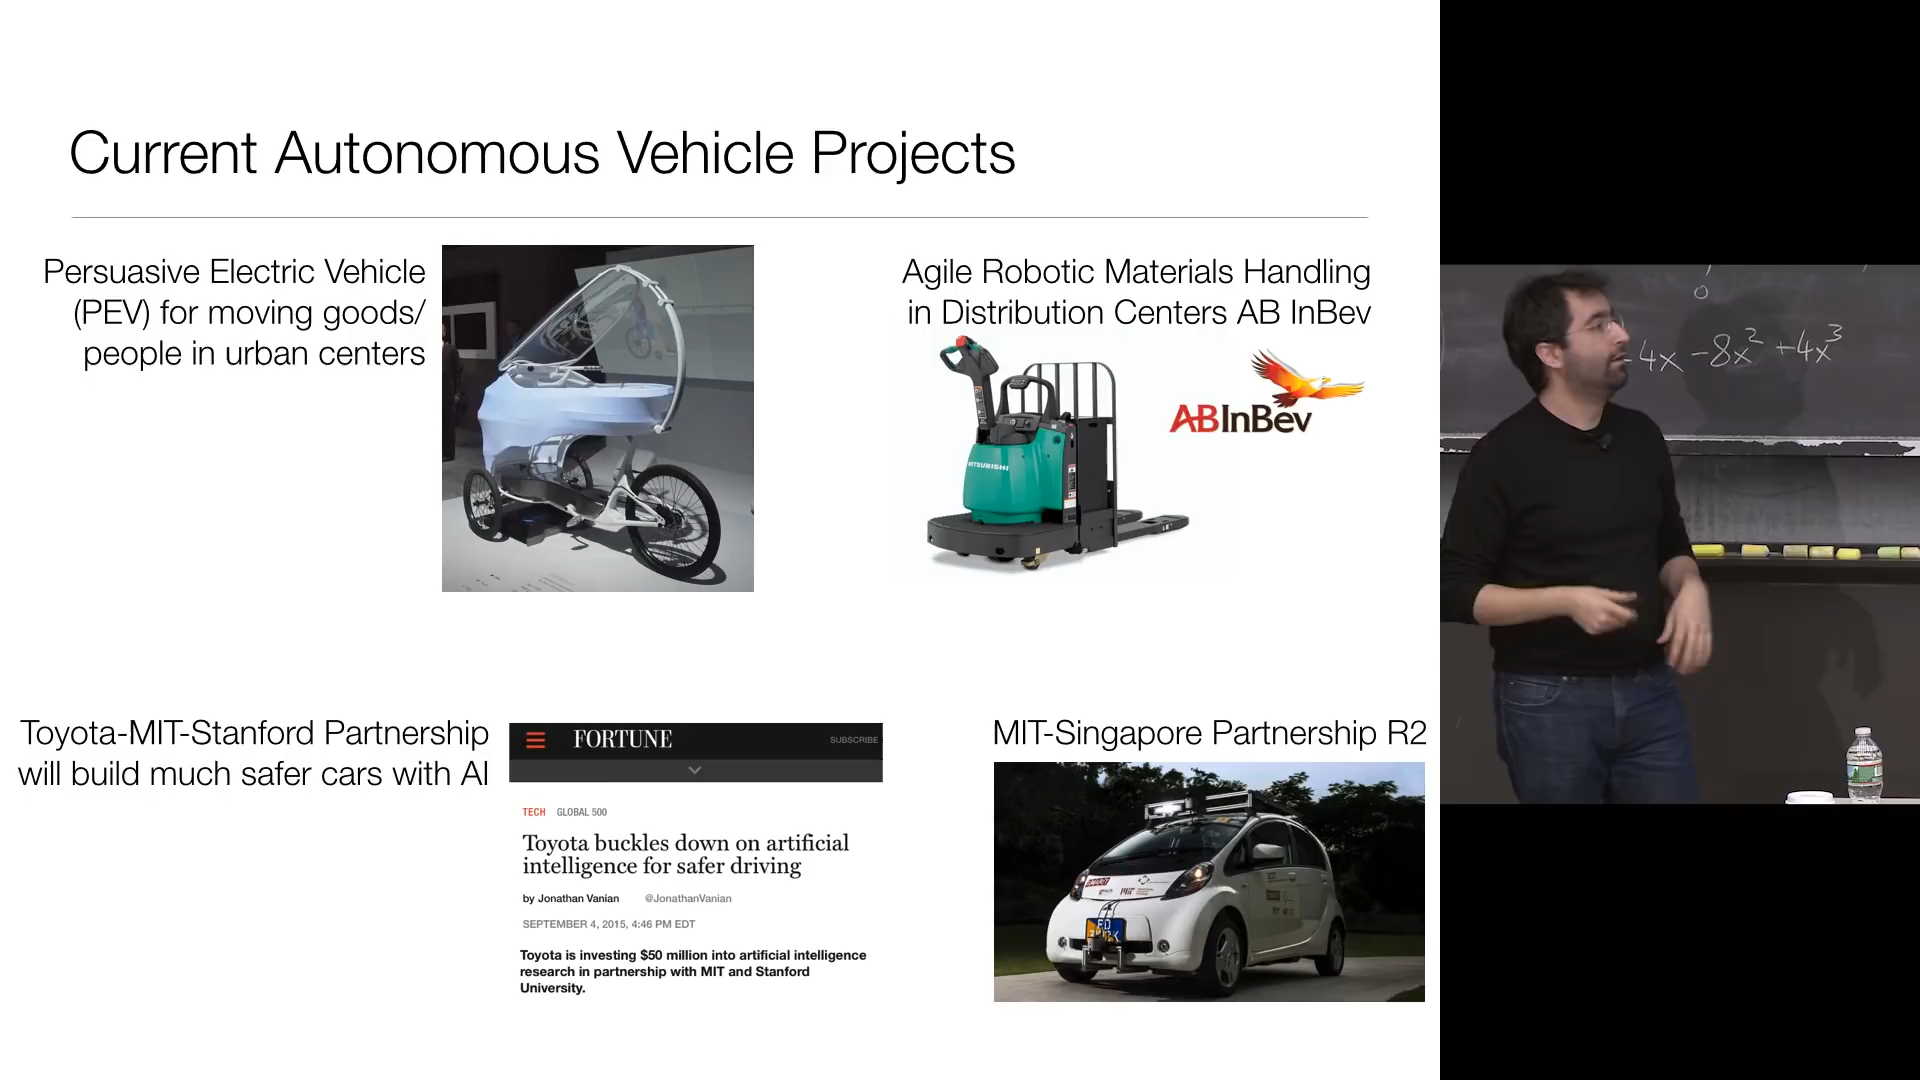 Current Autonomous Vehicle Projects
Persuasive Electric Vehicle
(PEV) for moving goods/
people in urban centers
Agile Robotic Materials Handling
in Distribution Centers AB InBev
MITSUBISHI
ABInBev
Toyota-MIT-Stanford Partnership
will build much safer cars with AI
FORTUNE
SUBSCRIBE
TECH GLOBAL 500
Toyota buckles down on artificial
intelligence for safer driving
by Jonathan Vanian @JonathanVanian
SEPTEMBER 4, 2015, 4:46 PM EDT
Toyota is investing $50 million into artificial intelligence
research in partnership with MIT and Stanford
University.
MIT-Singapore Partnership R2
-4x -8x² +4x³